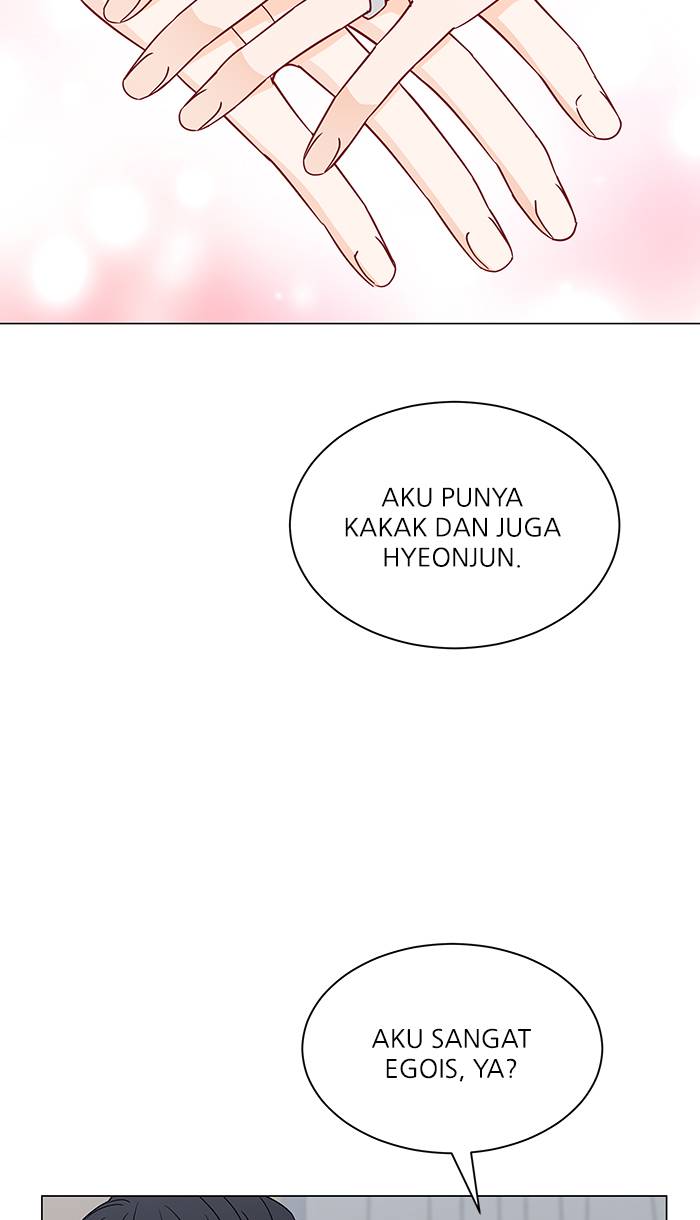 AKU PUNYA
KAKAK DAN JUGA
HYEONJUN.
AKU SANGAT
EGOIS, YA?